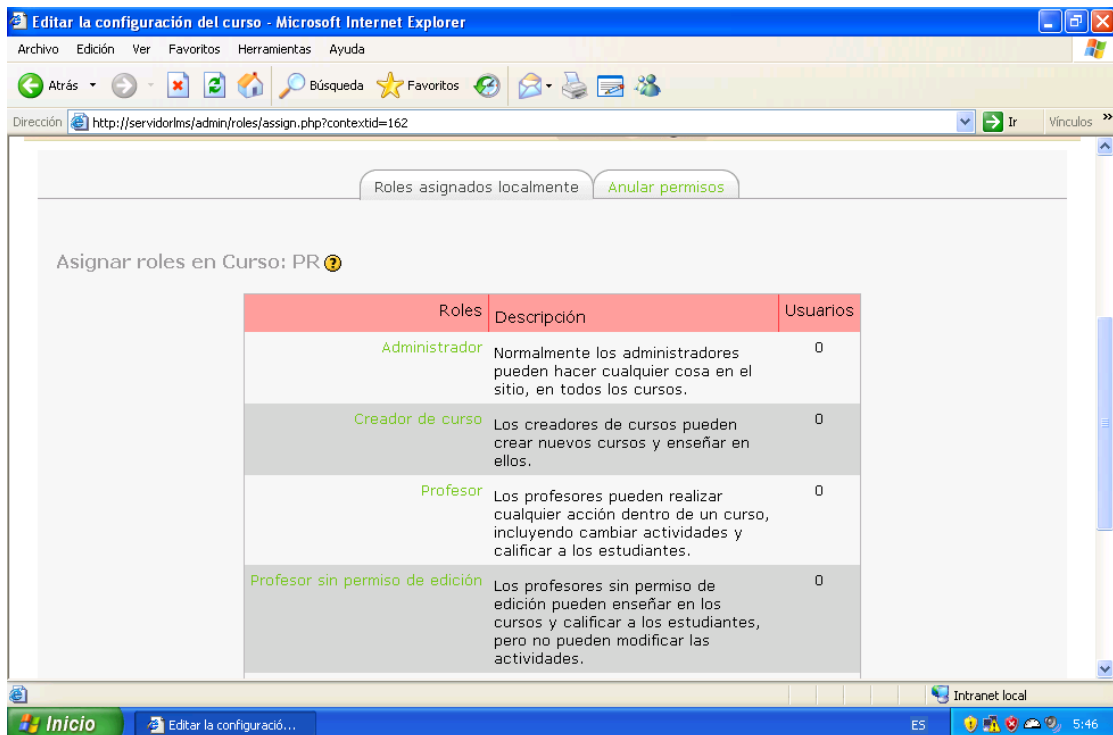 Editar la configuración del curso - Microsoft Internet Explorer
Archivo Edición Ver Favoritos Herramientas Ayuda
Atrás Búsqueda Favoritos
Dirección http://servidorlms/admin/roles/assign.php?contextid=162 Ir Vínculos »
Roles asignados localmente Anular permisos
Asignar roles en Curso: PR ?
Roles Descripción Usuarios
Administrador Normalmente los administradores 0
pueden hacer cualquier cosa en el
sitio, en todos los cursos.
Creador de curso Los creadores de cursos pueden 0
crear nuevos cursos y enseñar en
ellos.
Profesor Los profesores pueden realizar 0
cualquier acción dentro de un curso,
incluyendo cambiar actividades y
calificar a los estudiantes.
Profesor sin permiso de edición Los profesores sin permiso de 0
edición pueden enseñar en los
cursos y calificar a los estudiantes,
pero no pueden modificar las
actividades.
Intranet local
Inicio Editar la configuració... ES 5:46